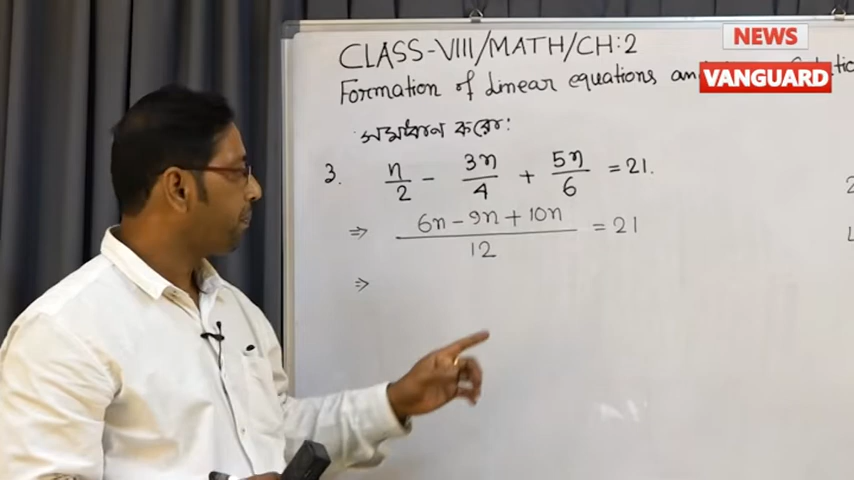 CLASS-VIII/MATH/CH:2
Formation of Linear equations an
সমাধান করো:
3. n/2 - 3n/4 + 5n/6 = 21.
⇒ 6n - 9n + 10n / 12 = 21
⇒
NEWS
VANGUARD